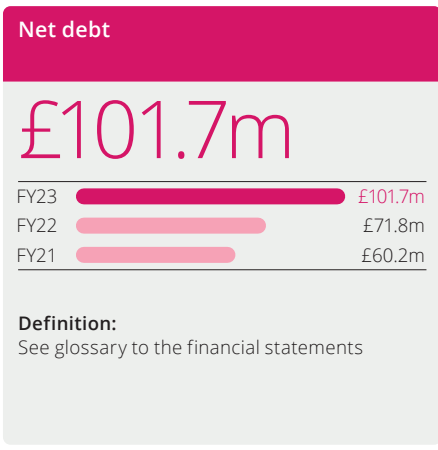 Net debt
£101.7m
FY23 £101.7m
FY22 £71.8m
FY21 £60.2m
Definition:
See glossary to the financial statements